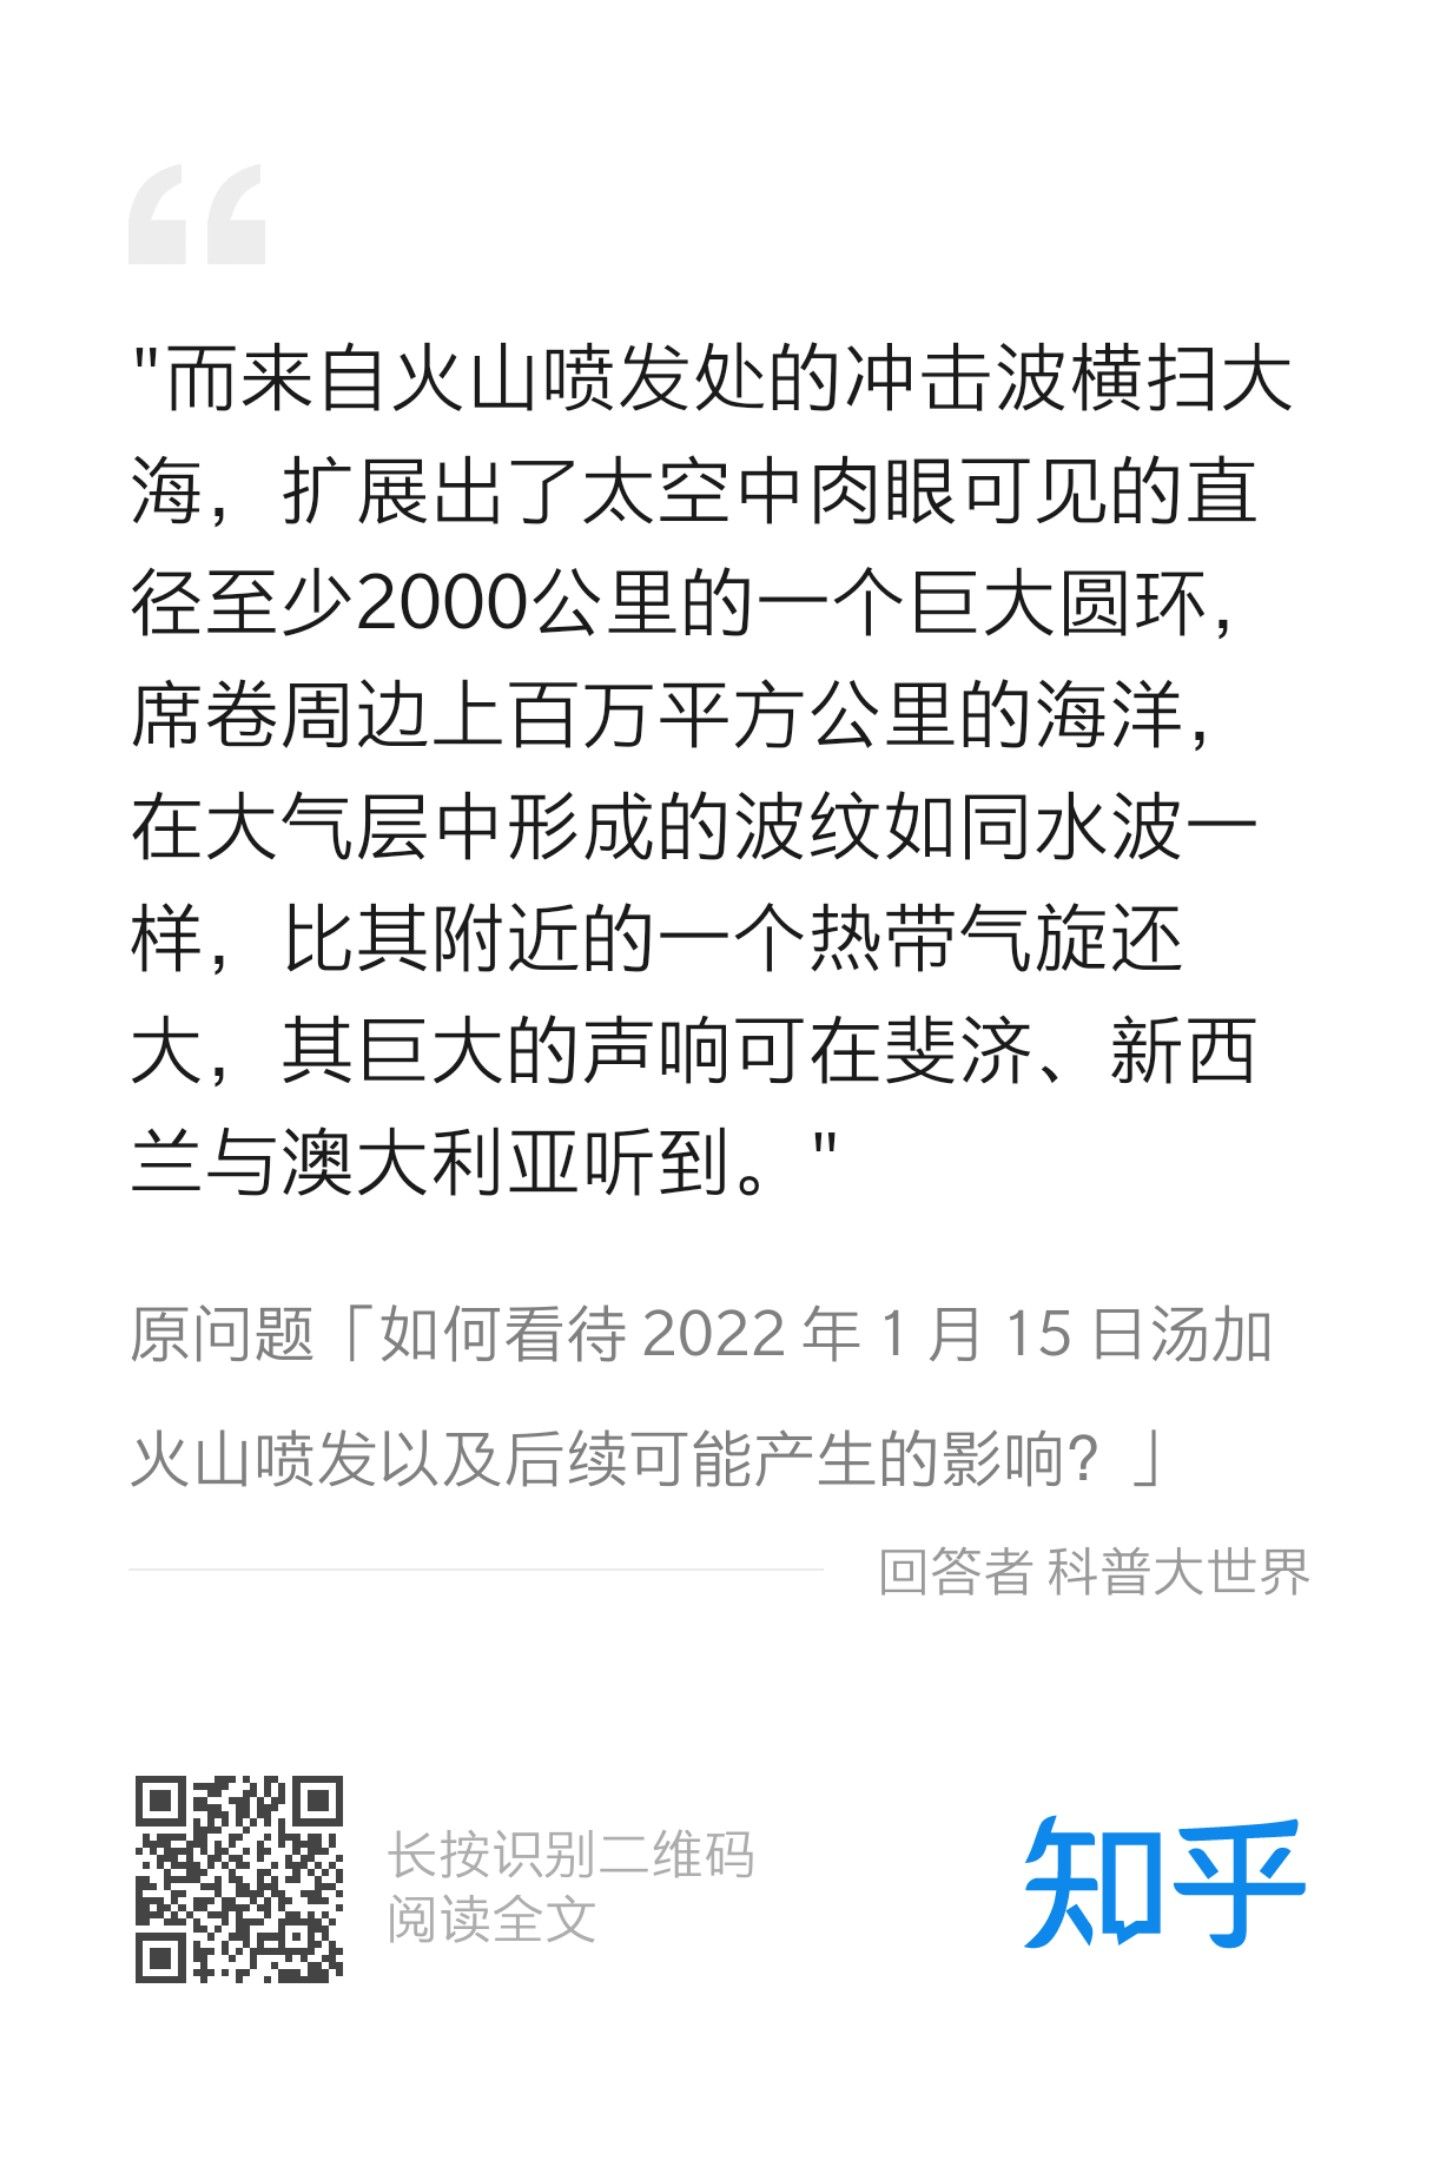 "而来自火山喷发处的冲击波横扫大
海，扩展出了太空中肉眼可见的直
径至少2000公里的一个巨大圆环，
席卷周边上百万平方公里的海洋，
在大气层中形成的波纹如同水波一
样，比其附近的一个热带气旋还
大，其巨大的声响可在斐济、新西
兰与澳大利亚听到。"
原问题「如何看待 2022 年 1 月 15 日汤加
火山喷发以及后续可能产生的影响？」
回答者 科普大世界
长按识别二维码
阅读全文
知乎